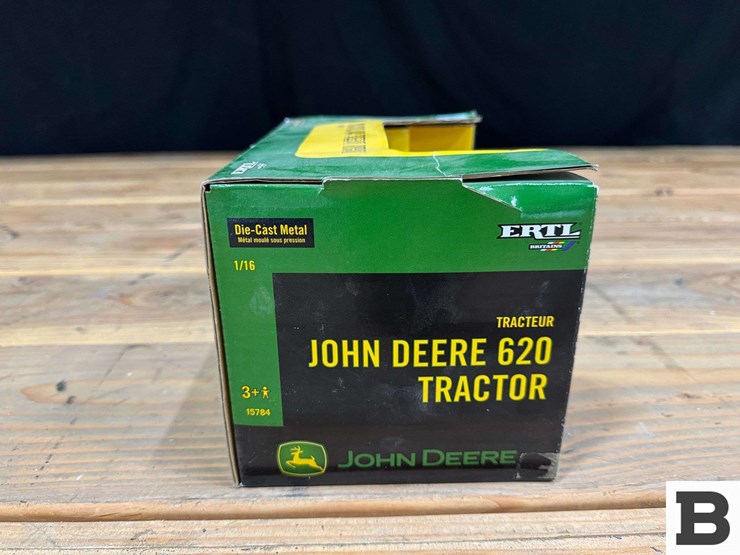 ERTL
Die-Cast Metal
Métal moulé sous pression
ERTL
BRITAINS
1/16
TRACTEUR
JOHN DEERE 620
TRACTOR
3+
15784
JOHN DEERE
B